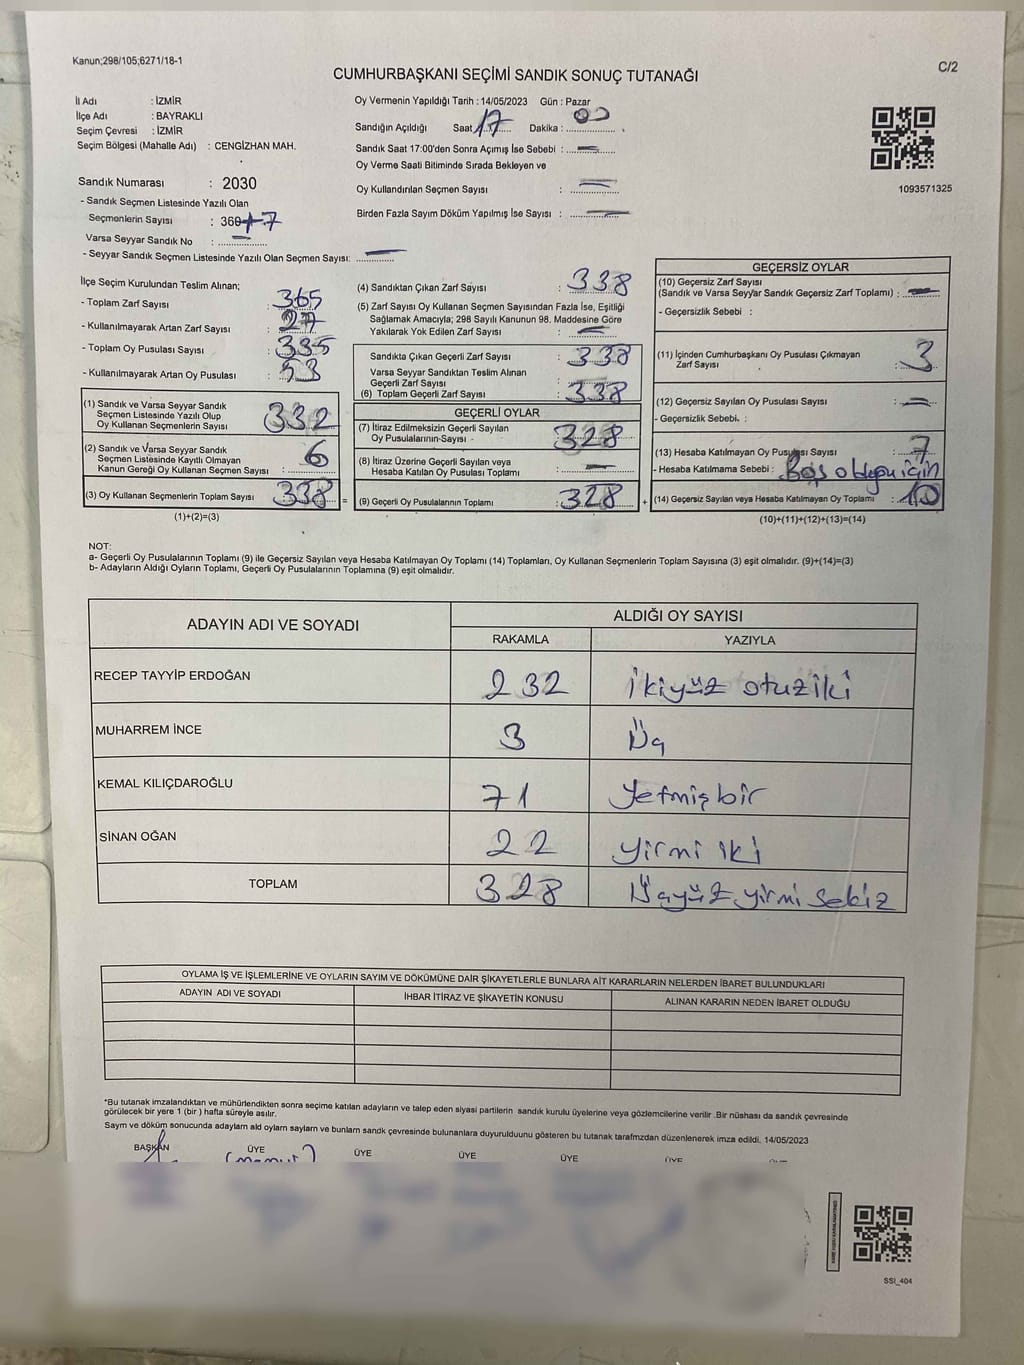 Kanun;298/105;6271/18-1
C/2
CUMHURBAŞKANI SEÇİMİ SANDIK SONUÇ TUTANAĞI
İl Adı : İZMİR
İlçe Adı : BAYRAKLI
Seçim Çevresi : İZMİR
Seçim Bölgesi (Mahalle Adı) : CENGİZHAN MAH.
Sandık Numarası : 2030
- Sandık Seçmen Listesinde Yazılı Olan
Seçmenlerin Sayısı : 360+7
Varsa Seyyar Sandık No : —
- Seyyar Sandık Seçmen Listesinde Yazılı Olan Seçmen Sayısı: —
Oy Vermenin Yapıldığı Tarih : 14/05/2023 Gün : Pazar
Sandığın Açıldığı Saat 17 Dakika : 00
Sandık Saat 17:00'den Sonra Açımış İse Sebebi : —
Oy Verme Saati Bitiminde Sırada Bekleyen ve
Oy Kullandırılan Seçmen Sayısı : —
Birden Fazla Sayım Döküm Yapılmış İse Sayısı : —
1093571325
İlçe Seçim Kurulundan Teslim Alınan;
- Toplam Zarf Sayısı : 365
- Kullanılmayarak Artan Zarf Sayısı : 27
- Toplam Oy Pusulası Sayısı :
- Kullanılmayarak Artan Oy Pusulası : 53
(1) Sandık ve Varsa Seyyar Sandık
Seçmen Listesinde Yazılı Olup
Oy Kullanan Seçmenlerin Sayısı : 332
(2) Sandık ve Varsa Seyyar Sandık
Seçmen Listesinde Kayıtlı Olmayan
Kanun Gereği Oy Kullanan Seçmen Sayısı : 6
(3) Oy Kullanan Seçmenlerin Toplam Sayısı : 338 =
(1)+(2)=(3)
(4) Sandıktan Çıkan Zarf Sayısı : 338
(5) Zarf Sayısı Oy Kullanan Seçmen Sayısından Fazla İse, Eşitliği
Sağlamak Amacıyla; 298 Sayılı Kanunun 98. Maddesine Göre
Yakılarak Yok Edilen Zarf Sayısı : —
Sandıkta Çıkan Geçerli Zarf Sayısı : 338
Varsa Seyyar Sandıktan Teslim Alınan
Geçerli Zarf Sayısı :
(6) Toplam Geçerli Zarf Sayısı : 338
GEÇERLİ OYLAR
(7) İtiraz Edilmeksizin Geçerli Sayılan
Oy Pusulalarının Sayısı : 328
(8) İtiraz Üzerine Geçerli Sayılan veya
Hesaba Katılan Oy Pusulası Toplamı : —
(9) Geçerli Oy Pusulalarının Toplamı : 328 +
GEÇERSİZ OYLAR
(10) Geçersiz Zarf Sayısı
(Sandık ve Varsa Seyyar Sandık Geçersiz Zarf Toplamı) : —
- Geçersizlik Sebebi :
(11) İçinden Cumhurbaşkanı Oy Pusulası Çıkmayan
Zarf Sayısı : 3
(12) Geçersiz Sayılan Oy Pusulası Sayısı : —
- Geçersizlik Sebebi. :
(13) Hesaba Katılmayan Oy Pusulası Sayısı : 7
- Hesaba Katılmama Sebebi : Boş olduğu için
(14) Geçersiz Sayılan veya Hesaba Katılmayan Oy Toplamı : 10
(10)+(11)+(12)+(13)=(14)
NOT:
a- Geçerli Oy Pusulalarının Toplamı (9) ile Geçersiz Sayılan veya Hesaba Katılmayan Oy Toplamı (14) Toplamları, Oy Kullanan Seçmenlerin Toplam Sayısına (3) eşit olmalıdır. (9)+(14)=(3)
b- Adayların Aldığı Oyların Toplamı, Geçerli Oy Pusulalarının Toplamına (9) eşit olmalıdır.
ADAYIN ADI VE SOYADI
ALDIĞI OY SAYISI
RAKAMLA YAZIYLA
RECEP TAYYİP ERDOĞAN 232 İkiyüz otuziki
MUHARREM İNCE 3 Üç
KEMAL KILIÇDAROĞLU 71 Yetmişbir
SİNAN OĞAN 22 Yirmi iki
TOPLAM 328 Üçyüz yirmi sekiz
OYLAMA İŞ VE İŞLEMLERİNE VE OYLARIN SAYIM VE DÖKÜMÜNE DAİR ŞİKAYETLERLE BUNLARA AİT KARARLARIN NELERDEN İBARET BULUNDUKLARI
ADAYIN ADI VE SOYADI İHBAR İTİRAZ VE ŞİKAYETİN KONUSU ALINAN KARARIN NEDEN İBARET OLDUĞU
*Bu tutanak imzalandıktan ve mühürlendikten sonra seçime katılan adayların ve talep eden siyasi partilerin sandık kurulu üyelerine veya gözlemcilerine verilir .Bir nüshası da sandık çevresinde
görülecek bir yere 1 (bir ) hafta süreyle asılır.
Sayım ve döküm sonucunda adayların ald oyların sayları ve bunların sandk çevresinde bulunanlara duyurulduunu gösteren bu tutanak tarafmzdan düzenlenerek imza edildi. 14/05/2023
BAŞKAN ÜYE ÜYE ÜYE ÜYE ÜYE
SSI_404